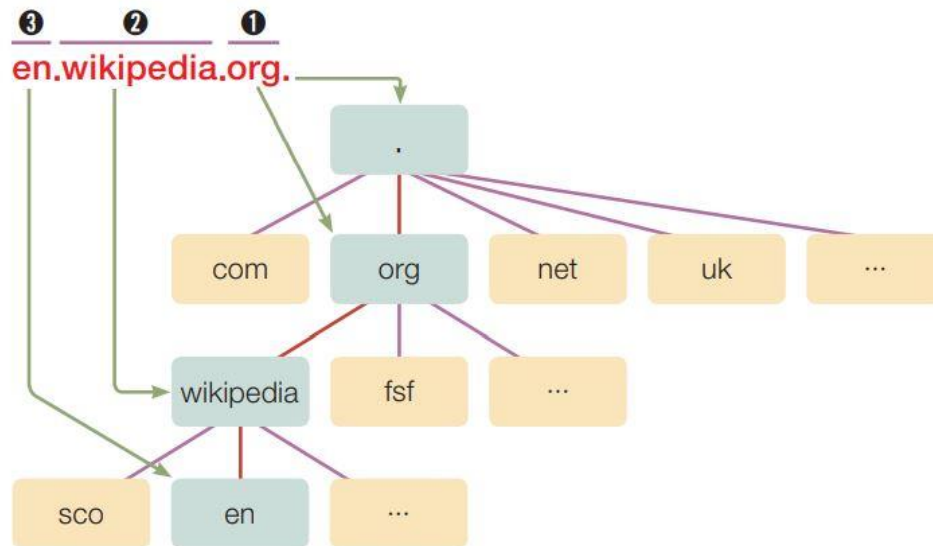 ❸ ❷ ❶
en.wikipedia.org.
.
com org net uk ...
wikipedia fsf ...
sco en ...